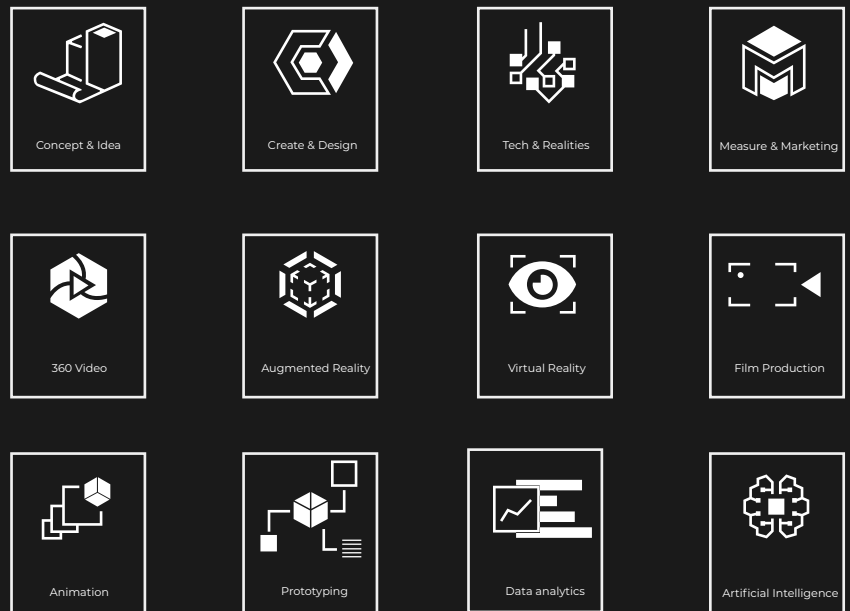 Concept & Idea
Create & Design
Tech & Realities
Measure & Marketing
360 Video
Augmented Reality
Virtual Reality
Film Production
Animation
Prototyping
Data analytics
Artificial Intelligence